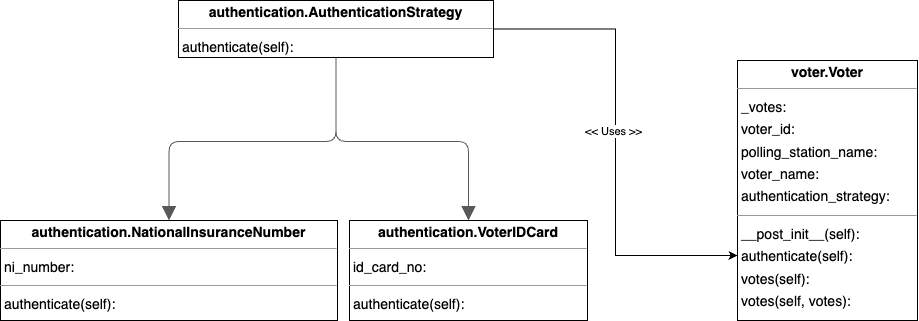 authentication.AuthenticationStrategy
authenticate(self):
<< Uses >>
voter.Voter
_votes:
voter_id:
polling_station_name:
voter_name:
authentication_strategy:
__post_init__(self):
authenticate(self):
votes(self):
votes(self, votes):
authentication.NationalInsuranceNumber
ni_number:
authenticate(self):
authentication.VoterIDCard
id_card_no:
authenticate(self):